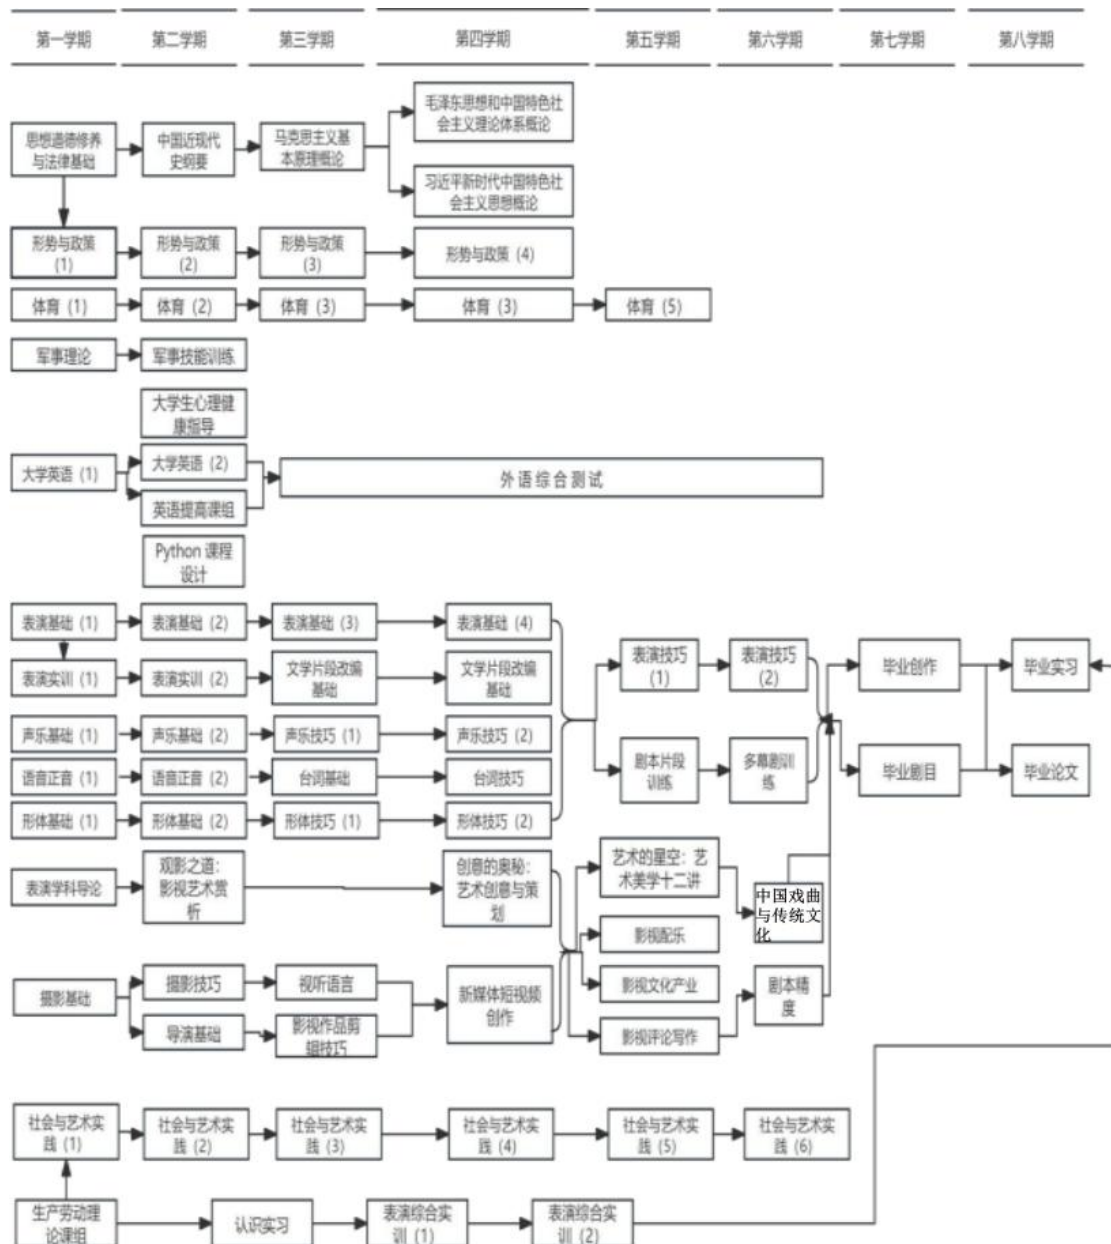 第一学期 第二学期 第三学期 第四学期 第五学期 第六学期 第七学期 第八学期
毛泽东思想和中国特色社
会主义理论体系概论
思想道德修养
与法律基础
中国近现代
史纲要
马克思主义基
本原理概论
习近平新时代中国特色社
会主义思想概论
形势与政策
(1)
形势与政策
(2)
形势与政策
(3)
形势与政策 (4)
体育 (1)
体育 (2)
体育 (3)
体育 (3)
体育 (5)
军事理论
军事技能训练
大学生心理健
康指导
大学英语 (1)
大学英语 (2)
英语提高课组
外语综合测试
Python 课程
设计
表演基础 (1)
表演基础 (2)
表演基础 (3)
表演基础 (4)
表演实训 (1)
表演实训 (2)
文学片段改编
基础
文学片段改编
基础
表演技巧
(1)
表演技巧
(2)
毕业创作
毕业实习
声乐基础 (1)
声乐基础 (2)
声乐技巧 (1)
声乐技巧 (2)
语音正音 (1)
语音正音 (2)
台词基础
台词技巧
剧本片段
训练
多幕剧训
练
毕业剧目
毕业论文
形体基础 (1)
形体基础 (2)
形体技巧 (1)
形体技巧 (2)
表演学科导论
观影之道:
影视艺术赏
析
创意的奥秘:
艺术创意与策
划
艺术的星空: 艺
术美学十二讲
中国戏曲
与传统文
化
影视配乐
摄影基础
摄影技巧
视听语言
导演基础
影视作品剪
辑技巧
新媒体短视频
创作
影视文化产业
影视评论写作
剧本精
度
社会与艺术实
践 (1)
社会与艺术实
践 (2)
社会与艺术实
践 (3)
社会与艺术实
践 (4)
社会与艺术实
践 (5)
社会与艺术实
践 (6)
生产劳动理
论课组
认识实习
表演综合实
训 (1)
表演综合实
训 (2)